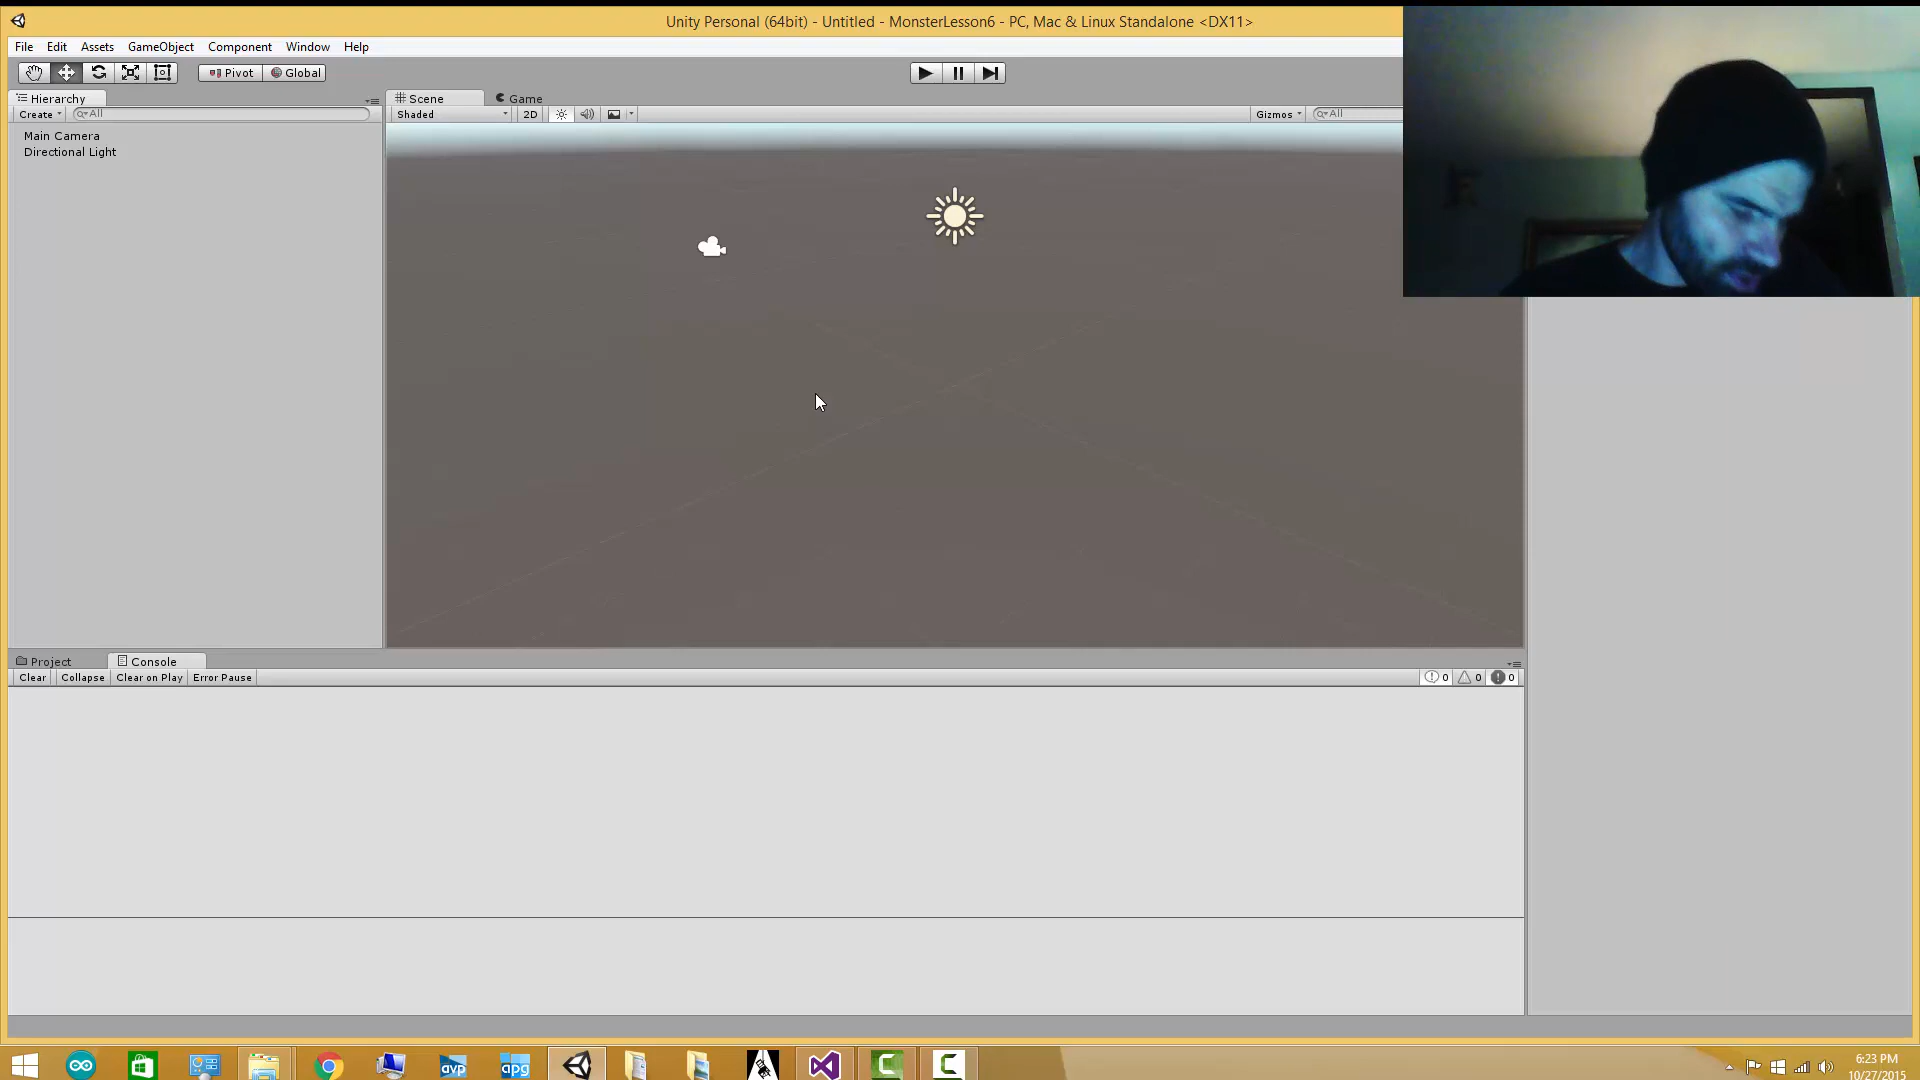 Unity Personal (64bit) - Untitled - MonsterLesson6 - PC, Mac & Linux Standalone <DX11>
File Edit Assets GameObject Component Window Help
Pivot Global
Hierarchy Scene Game
Create All Shaded 2D Gizmos All
Main Camera
Directional Light
Project Console
Clear Collapse Clear on Play Error Pause 0 0 0
avp apg
6:23 PM
10/27/2015